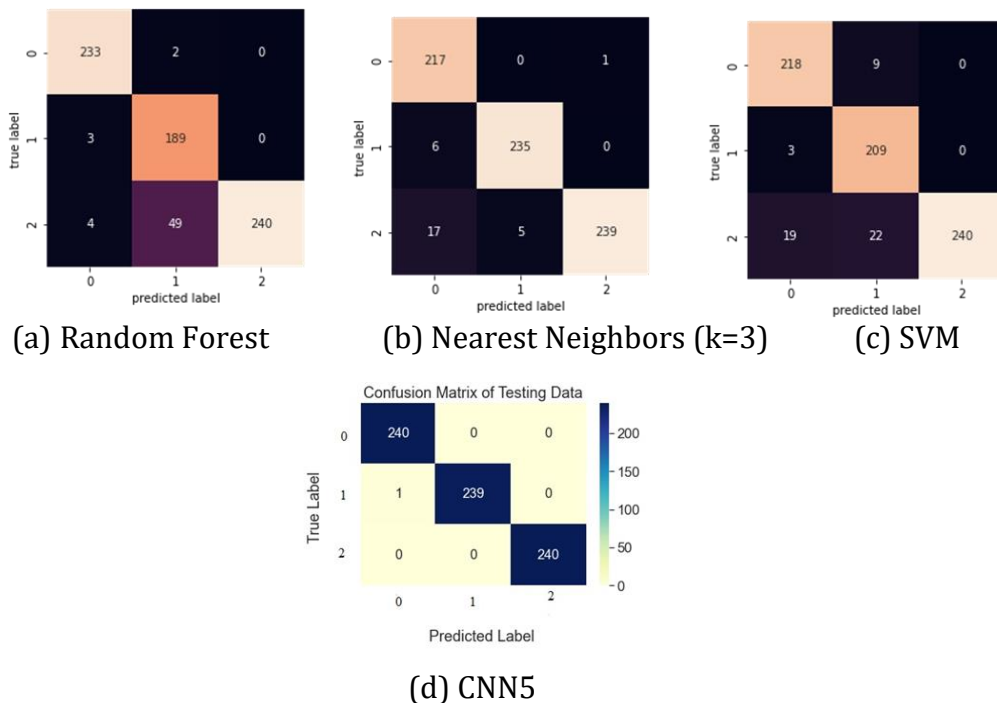 0 233 2 0
1 3 189 0
2 4 49 240
0 1 2
predicted label
true label
0 217 0 1
1 6 235 0
2 17 5 239
0 1 2
predicted label
true label
0 218 9 0
1 3 209 0
2 19 22 240
0 1 2
predicted label
true label
(a) Random Forest
(b) Nearest Neighbors (k=3)
(c) SVM
Confusion Matrix of Testing Data
0 240 0 0
1 1 239 0
2 0 0 240
0 1 2
Predicted Label
True Label
200
150
100
50
0
(d) CNN5